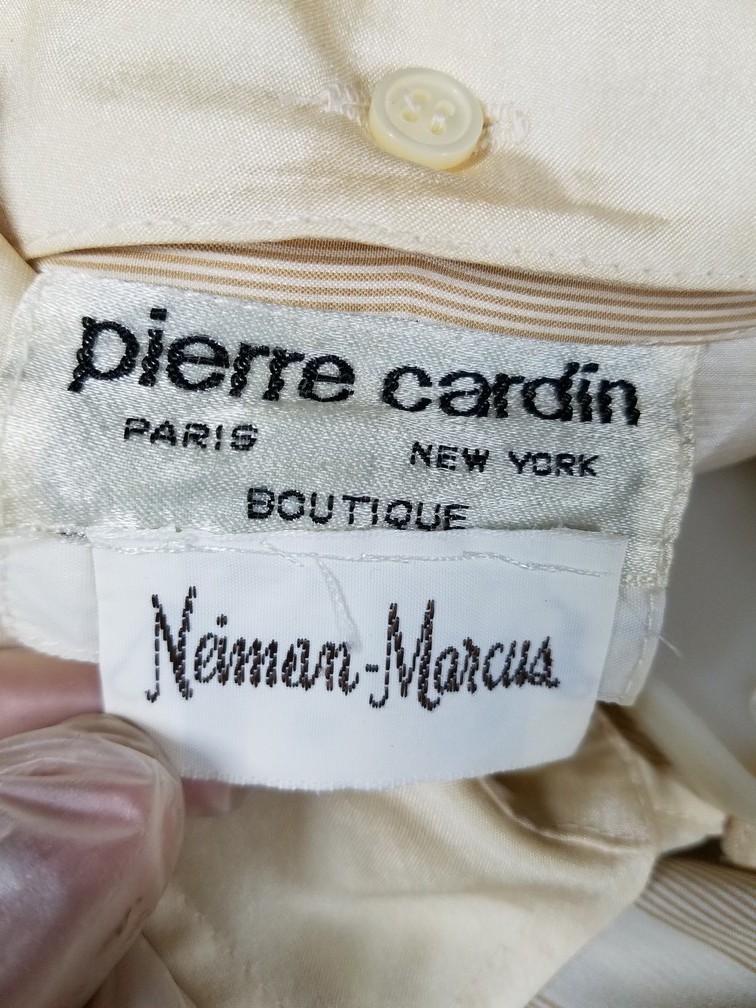 pierre cardin
PARIS NEW YORK
BOUTIQUE
Neiman-Marcus